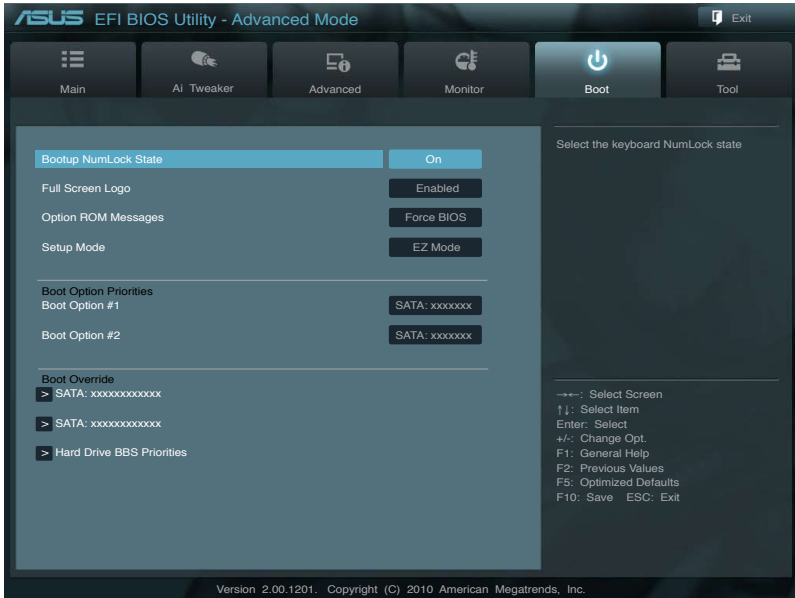 ASUS EFI BIOS Utility - Advanced Mode
Exit
Main
Ai Tweaker
Advanced
Monitor
Boot
Tool
Bootup NumLock State On
Full Screen Logo Enabled
Option ROM Messages Force BIOS
Setup Mode EZ Mode
Boot Option Priorities
Boot Option #1 SATA: xxxxxxx
Boot Option #2 SATA: xxxxxxx
Boot Override
> SATA: xxxxxxxxxxxx
> SATA: xxxxxxxxxxxx
> Hard Drive BBS Priorities
Select the keyboard NumLock state
→←: Select Screen
↑↓: Select Item
Enter: Select
+/-: Change Opt.
F1: General Help
F2: Previous Values
F5: Optimized Defaults
F10: Save ESC: Exit
Version 2.00.1201. Copyright (C) 2010 American Megatrends, Inc.